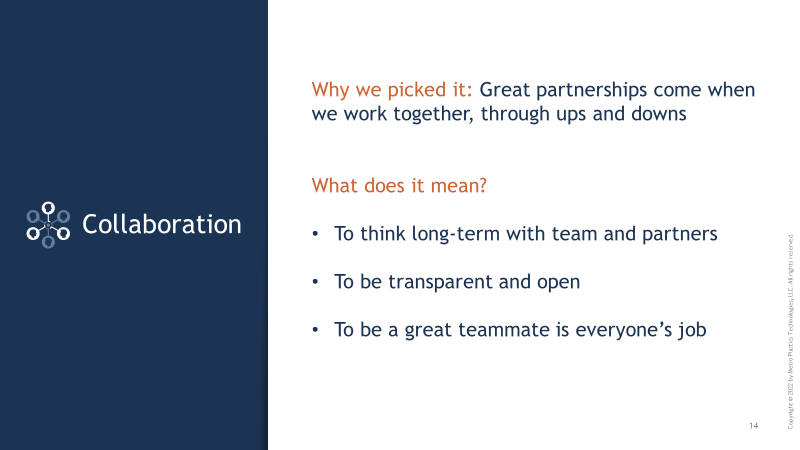 Collaboration
Why we picked it: Great partnerships come when
we work together, through ups and downs
What does it mean?
• To think long-term with team and partners
• To be transparent and open
• To be a great teammate is everyone’s job
14
Copyright © 2022 by Metro Plastics Technologies, LLC. All rights reserved.